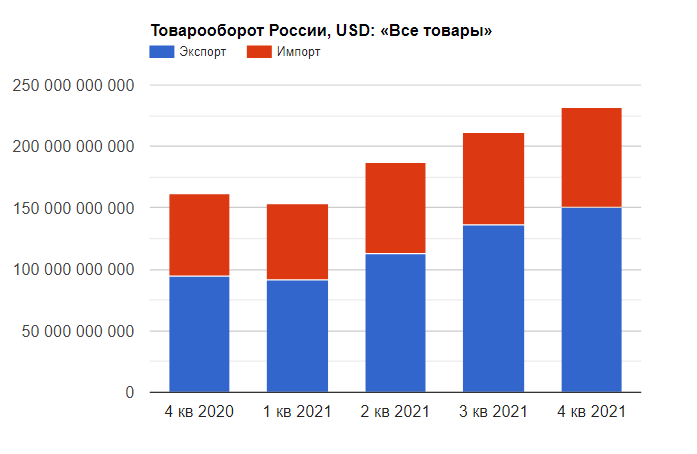 Товарооборот России, USD: «Все товары»
Экспорт Импорт
250 000 000 000
200 000 000 000
150 000 000 000
100 000 000 000
50 000 000 000
0
4 кв 2020 1 кв 2021 2 кв 2021 3 кв 2021 4 кв 2021